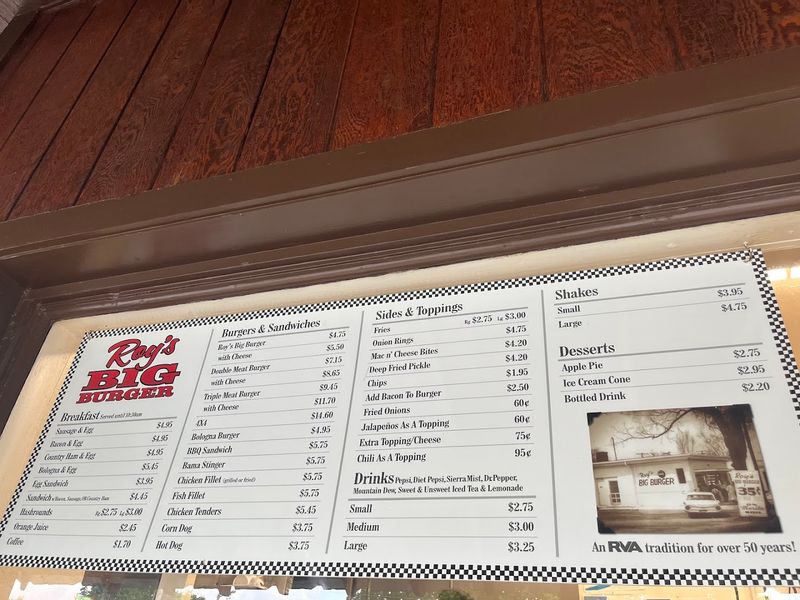 Roy's
BIG
BURGER
Breakfast Served until 10:30am
Sausage & Egg $4.95
Bacon & Egg $4.95
Country Ham & Egg $4.95
Bologna & Egg $5.45
Egg Sandwich $3.95
Sandwich w/Bacon, Sausage, or Country Ham $4.45
Hashrounds Rg $2.75 Lg $3.00
Orange Juice $2.45
Coffee $1.70
Burgers & Sandwiches
Roy's Big Burger $4.75
with Cheese $5.50
Double Meat Burger $7.15
with Cheese $8.65
Triple Meat Burger $9.45
with Cheese $11.70
4X4 $14.60
Bologna Burger $4.95
BBQ Sandwich $5.75
Bama Stinger $5.75
Chicken Fillet (grilled or fried) $5.75
Fish Fillet $5.75
Chicken Tenders $5.45
Corn Dog $3.75
Hot Dog $3.75
Sides & Toppings
Fries Rg $2.75 Lg $3.00
Onion Rings $4.75
Mac n' Cheese Bites $4.20
Deep Fried Pickle $4.20
Chips $1.95
Add Bacon To Burger $2.50
Fried Onions 60¢
Jalapeños As A Topping 60¢
Extra Topping/Cheese 75¢
Chili As A Topping 95¢
Drinks Pepsi, Diet Pepsi, Sierra Mist, Dr Pepper,
Mountain Dew, Sweet & Unsweet Iced Tea & Lemonade
Small $2.75
Medium $3.00
Large $3.25
Shakes
Small $3.95
Large $4.75
Desserts
Apple Pie $2.75
Ice Cream Cone $2.95
Bottled Drink $2.20
Roy's
BIG BURGER
Roy's
BIG BURGER
35¢
An RVA tradition for over 50 years!